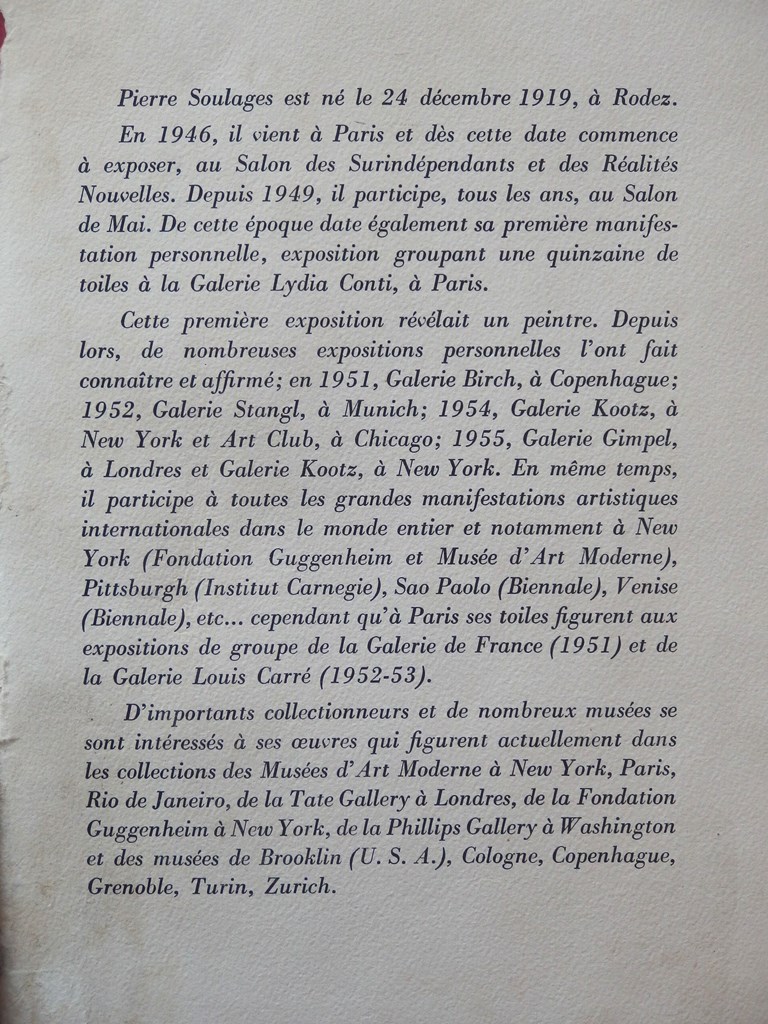 Pierre Soulages est né le 24 décembre 1919, à Rodez.
En 1946, il vient à Paris et dès cette date commence
à exposer, au Salon des Surindépendants et des Réalités
Nouvelles. Depuis 1949, il participe, tous les ans, au Salon
de Mai. De cette époque date également sa première manifes-
tation personnelle, exposition groupant une quinzaine de
toiles à la Galerie Lydia Conti, à Paris.
Cette première exposition révélait un peintre. Depuis
lors, de nombreuses expositions personnelles l'ont fait
connaître et affirmé; en 1951, Galerie Birch, à Copenhague;
1952, Galerie Stangl, à Munich; 1954, Galerie Kootz, à
New York et Art Club, à Chicago; 1955, Galerie Gimpel,
à Londres et Galerie Kootz, à New York. En même temps,
il participe à toutes les grandes manifestations artistiques
internationales dans le monde entier et notamment à New
York (Fondation Guggenheim et Musée d'Art Moderne),
Pittsburgh (Institut Carnegie), Sao Paolo (Biennale), Venise
(Biennale), etc... cependant qu'à Paris ses toiles figurent aux
expositions de groupe de la Galerie de France (1951) et de
la Galerie Louis Carré (1952-53).
D'importants collectionneurs et de nombreux musées se
sont intéressés à ses œuvres qui figurent actuellement dans
les collections des Musées d'Art Moderne à New York, Paris,
Rio de Janeiro, de la Tate Gallery à Londres, de la Fondation
Guggenheim à New York, de la Phillips Gallery à Washington
et des musées de Brooklin (U. S. A.), Cologne, Copenhague,
Grenoble, Turin, Zurich.